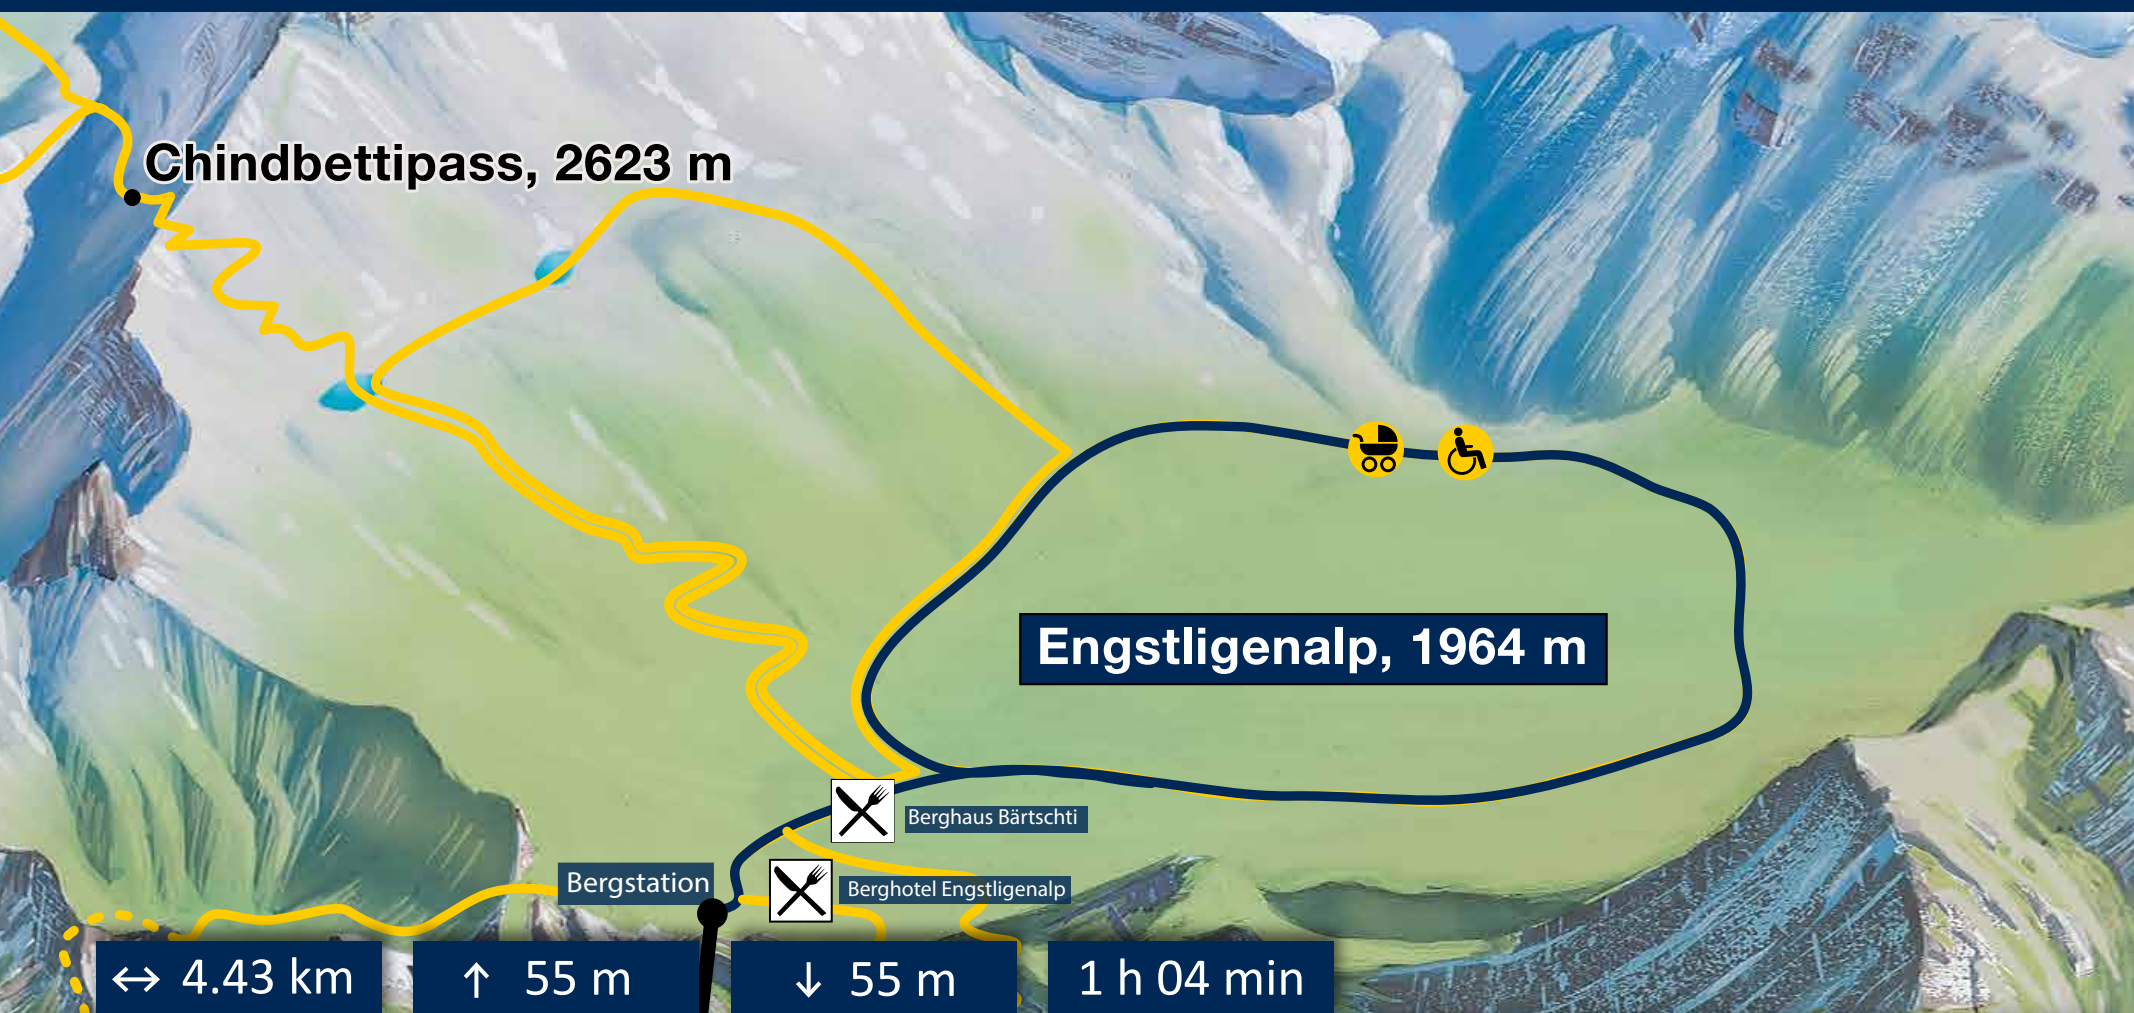 Chindbettipass, 2623 m
Engstligenalp, 1964 m
Berghaus Bärtschti
Bergstation
Berghotel Engstligenalp
↔ 4.43 km
↑ 55 m
↓ 55 m
1 h 04 min